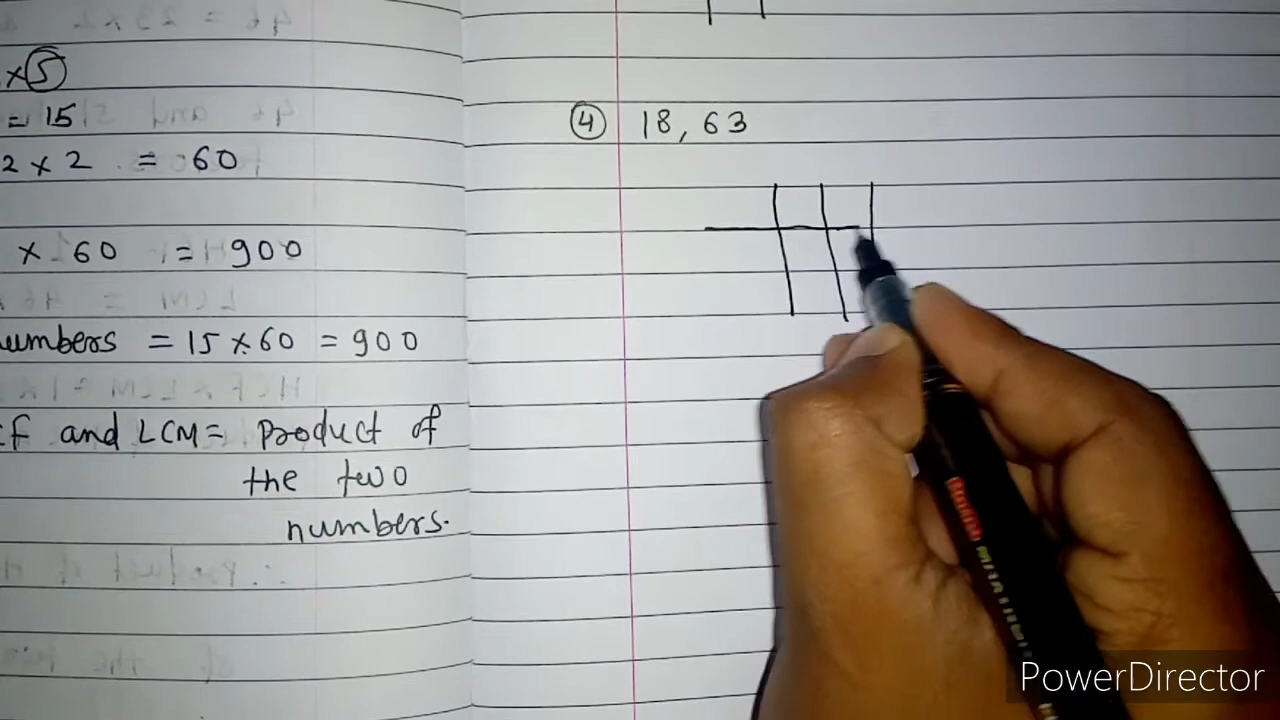 ×5
= 15
2 × 2 = 60
× 60 = 900
umbers = 15 × 60 = 900
CF and LCM = product of
the two
numbers.
④ 18, 63
PowerDirector